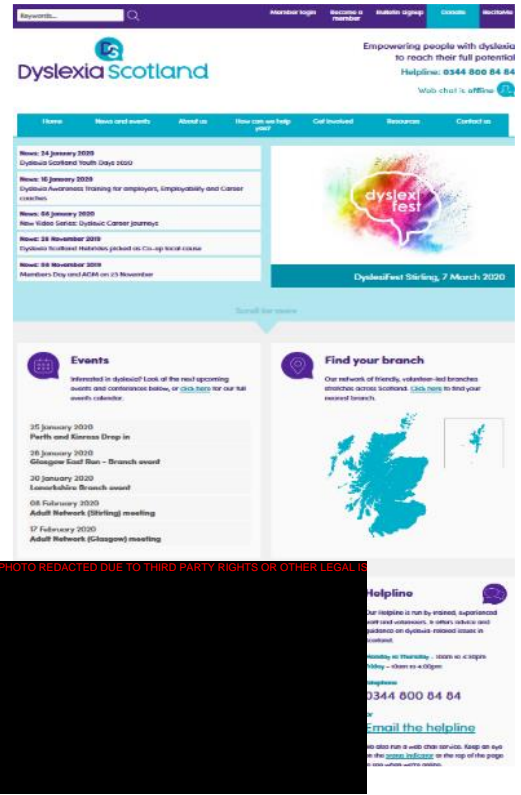 Keywords...
Member login
Become a member
Bulletin signup
Donate
ReciteMe
DS
Dyslexia Scotland
Empowering people with dyslexia
to reach their full potential
Helpline: 0344 800 84 84
Web chat is offline
Home
News and events
About us
How can we help
you?
Get involved
Resources
Contact us
News: 24 January 2020
Dyslexia Scotland Youth Days 2020
News: 16 January 2020
Dyslexia Awareness Training for employers, Employability and Career
coaches
News: 06 January 2020
New Video Series: Dyslexic Career Journeys
News: 28 November 2019
Dyslexia Scotland Hebrides picked as Co-op local cause
News: 08 November 2019
Members Day and AGM on 23 November
dyslexi
fest
DyslexiFest Stirling, 7 March 2020
Scroll for more
Events
Interested in dyslexia? Look at the next upcoming
events and conferences below, or click here for our full
events calendar.
25 January 2020
Perth and Kinross Drop in
28 January 2020
Glasgow East Ren - Branch event
30 January 2020
Lanarkshire Branch event
08 February 2020
Adult Network (Stirling) meeting
17 February 2020
Adult Network (Glasgow) meeting
Find your branch
Our network of friendly, volunteer-led branches
stretches across Scotland. Click here to find your
nearest branch.
PHOTO REDACTED DUE TO THIRD PARTY RIGHTS OR OTHER LEGAL IS
Helpline
Our Helpline is run by trained, experienced
staff and volunteers. It offers advice and
guidance on dyslexia-related issues in
Scotland.
Monday to Thursday - 10am to 4:30pm
Friday - 10am to 4:00pm
Telephone
0344 800 84 84
or
Email the helpline
We also run a web chat service. Keep an eye
on the status indicator at the top of the page
to see when we're online.